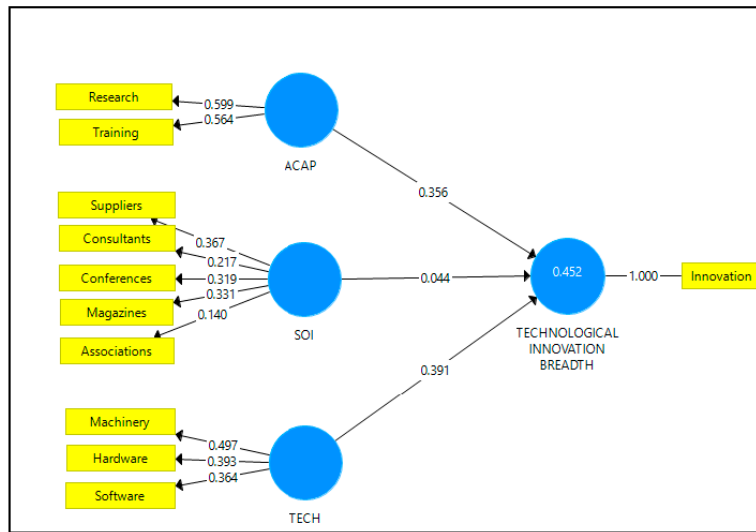 Research
0.599
Training
0.564
ACAP
0.356
Suppliers
0.367
Consultants
0.217
Conferences
0.319
Magazines
0.331
Associations
0.140
SOI
0.044
0.452
1.000
Innovation
TECHNOLOGICAL
INNOVATION
BREADTH
0.391
Machinery
0.497
Hardware
0.393
Software
0.364
TECH